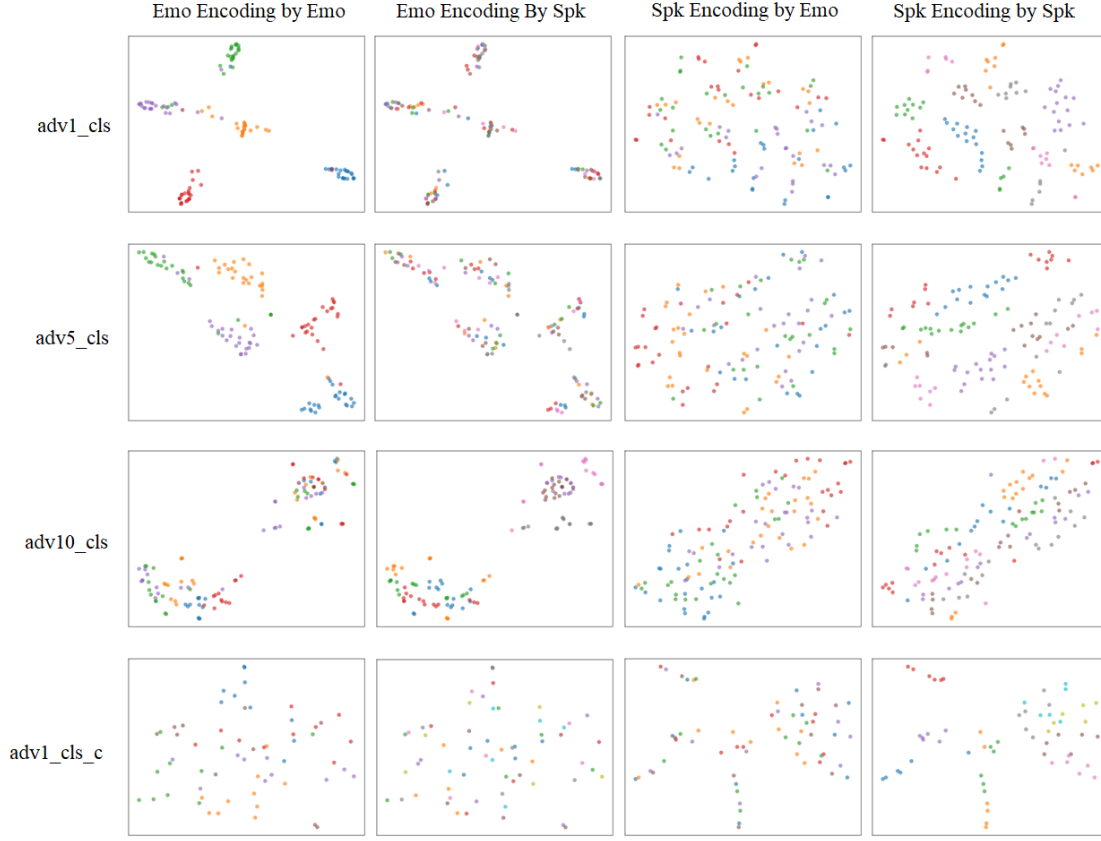 Emo Encoding by Emo Emo Encoding By Spk Spk Encoding by Emo Spk Encoding by Spk
adv1_cls
adv5_cls
adv10_cls
adv1_cls_c